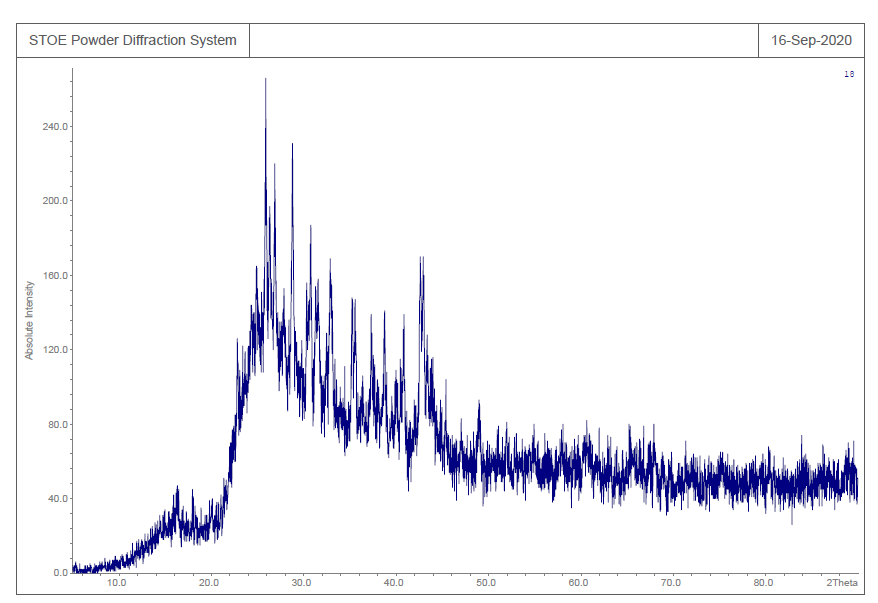 STOE Powder Diffraction System
16-Sep-2020
18
240.0
200.0
160.0
120.0
80.0
40.0
0.0
Absolute Intensity
10.0 20.0 30.0 40.0 50.0 60.0 70.0 80.0 2Theta